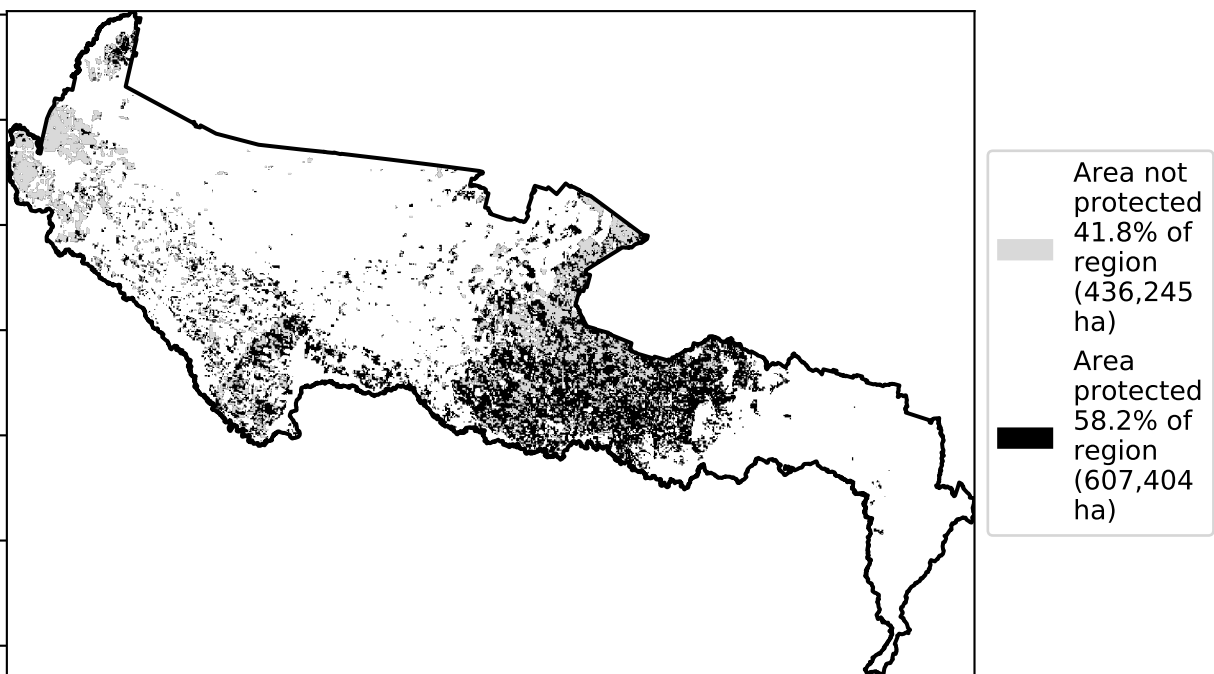 Area not
protected
41.8% of
region
(436,245
ha)
Area
protected
58.2% of
region
(607,404
ha)